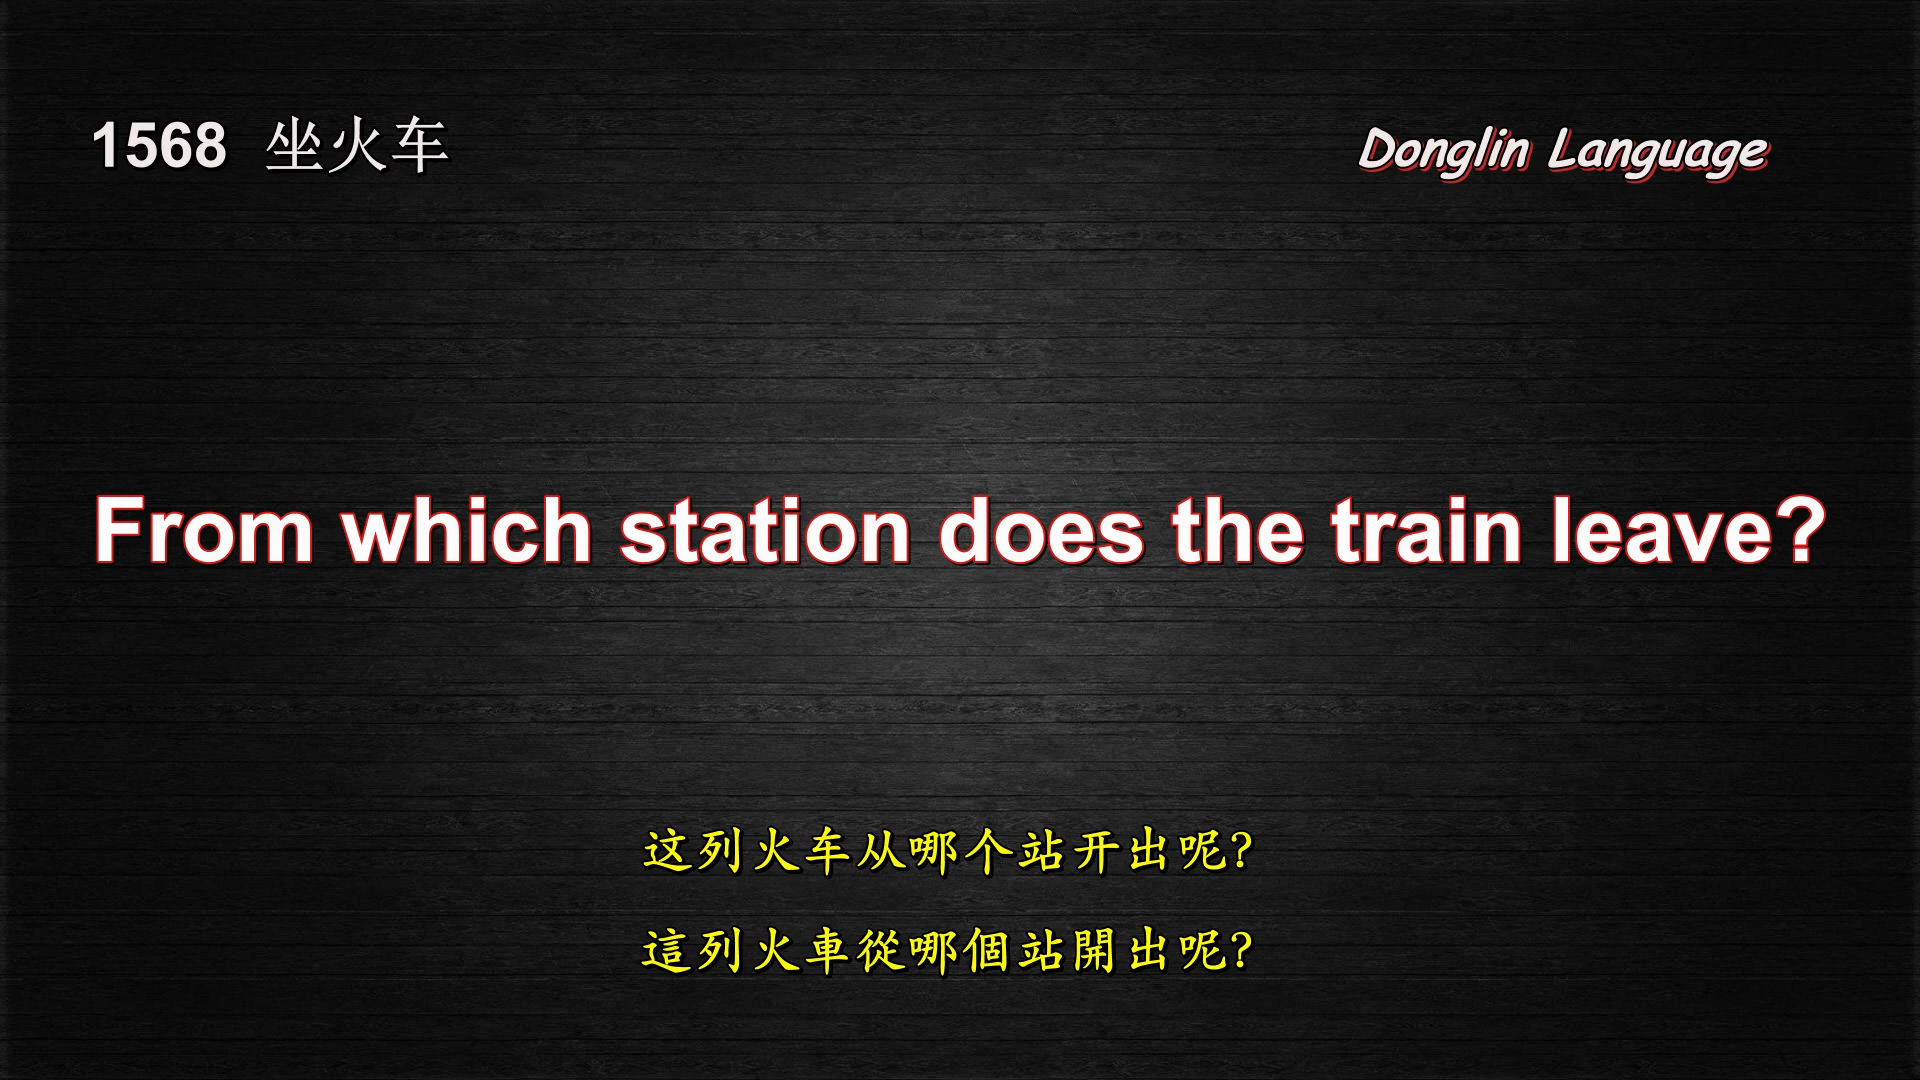 1568 坐火车
Donglin Language
From which station does the train leave?
这列火车从哪个站开出呢?
這列火車從哪個站開出呢?